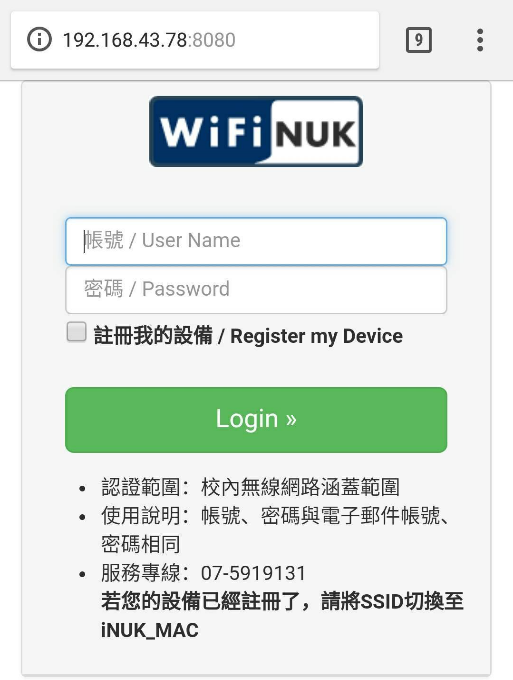 192.168.43.78:8080
9
WiFi NUK
帳號 / User Name
密碼 / Password
註冊我的設備 / Register my Device
Login »
認證範圍：校內無線網路涵蓋範圍
使用說明：帳號、密碼與電子郵件帳號、
密碼相同
服務專線：07-5919131
若您的設備已經註冊了，請將SSID切換至
iNUK_MAC